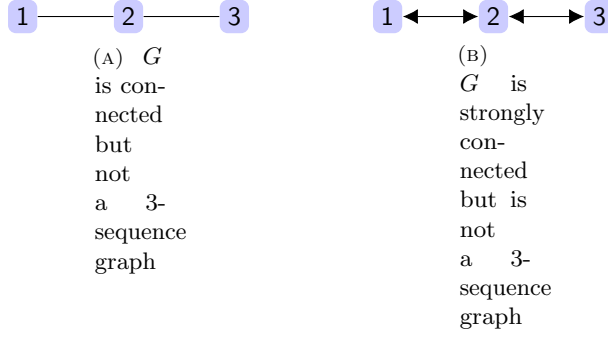 1 2 3
(A) G
is con-
nected
but
not
a 3-
sequence
graph
1 2 3
(B)
G is
strongly
con-
nected
but is
not
a 3-
sequence
graph